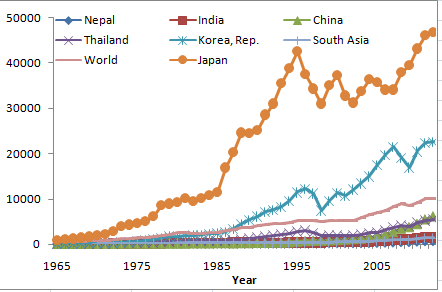 50000 Nepal India China
40000 Thailand Korea, Rep. South Asia
World Japan
30000
20000
10000
0
1965 1975 1985 1995 2005
Year